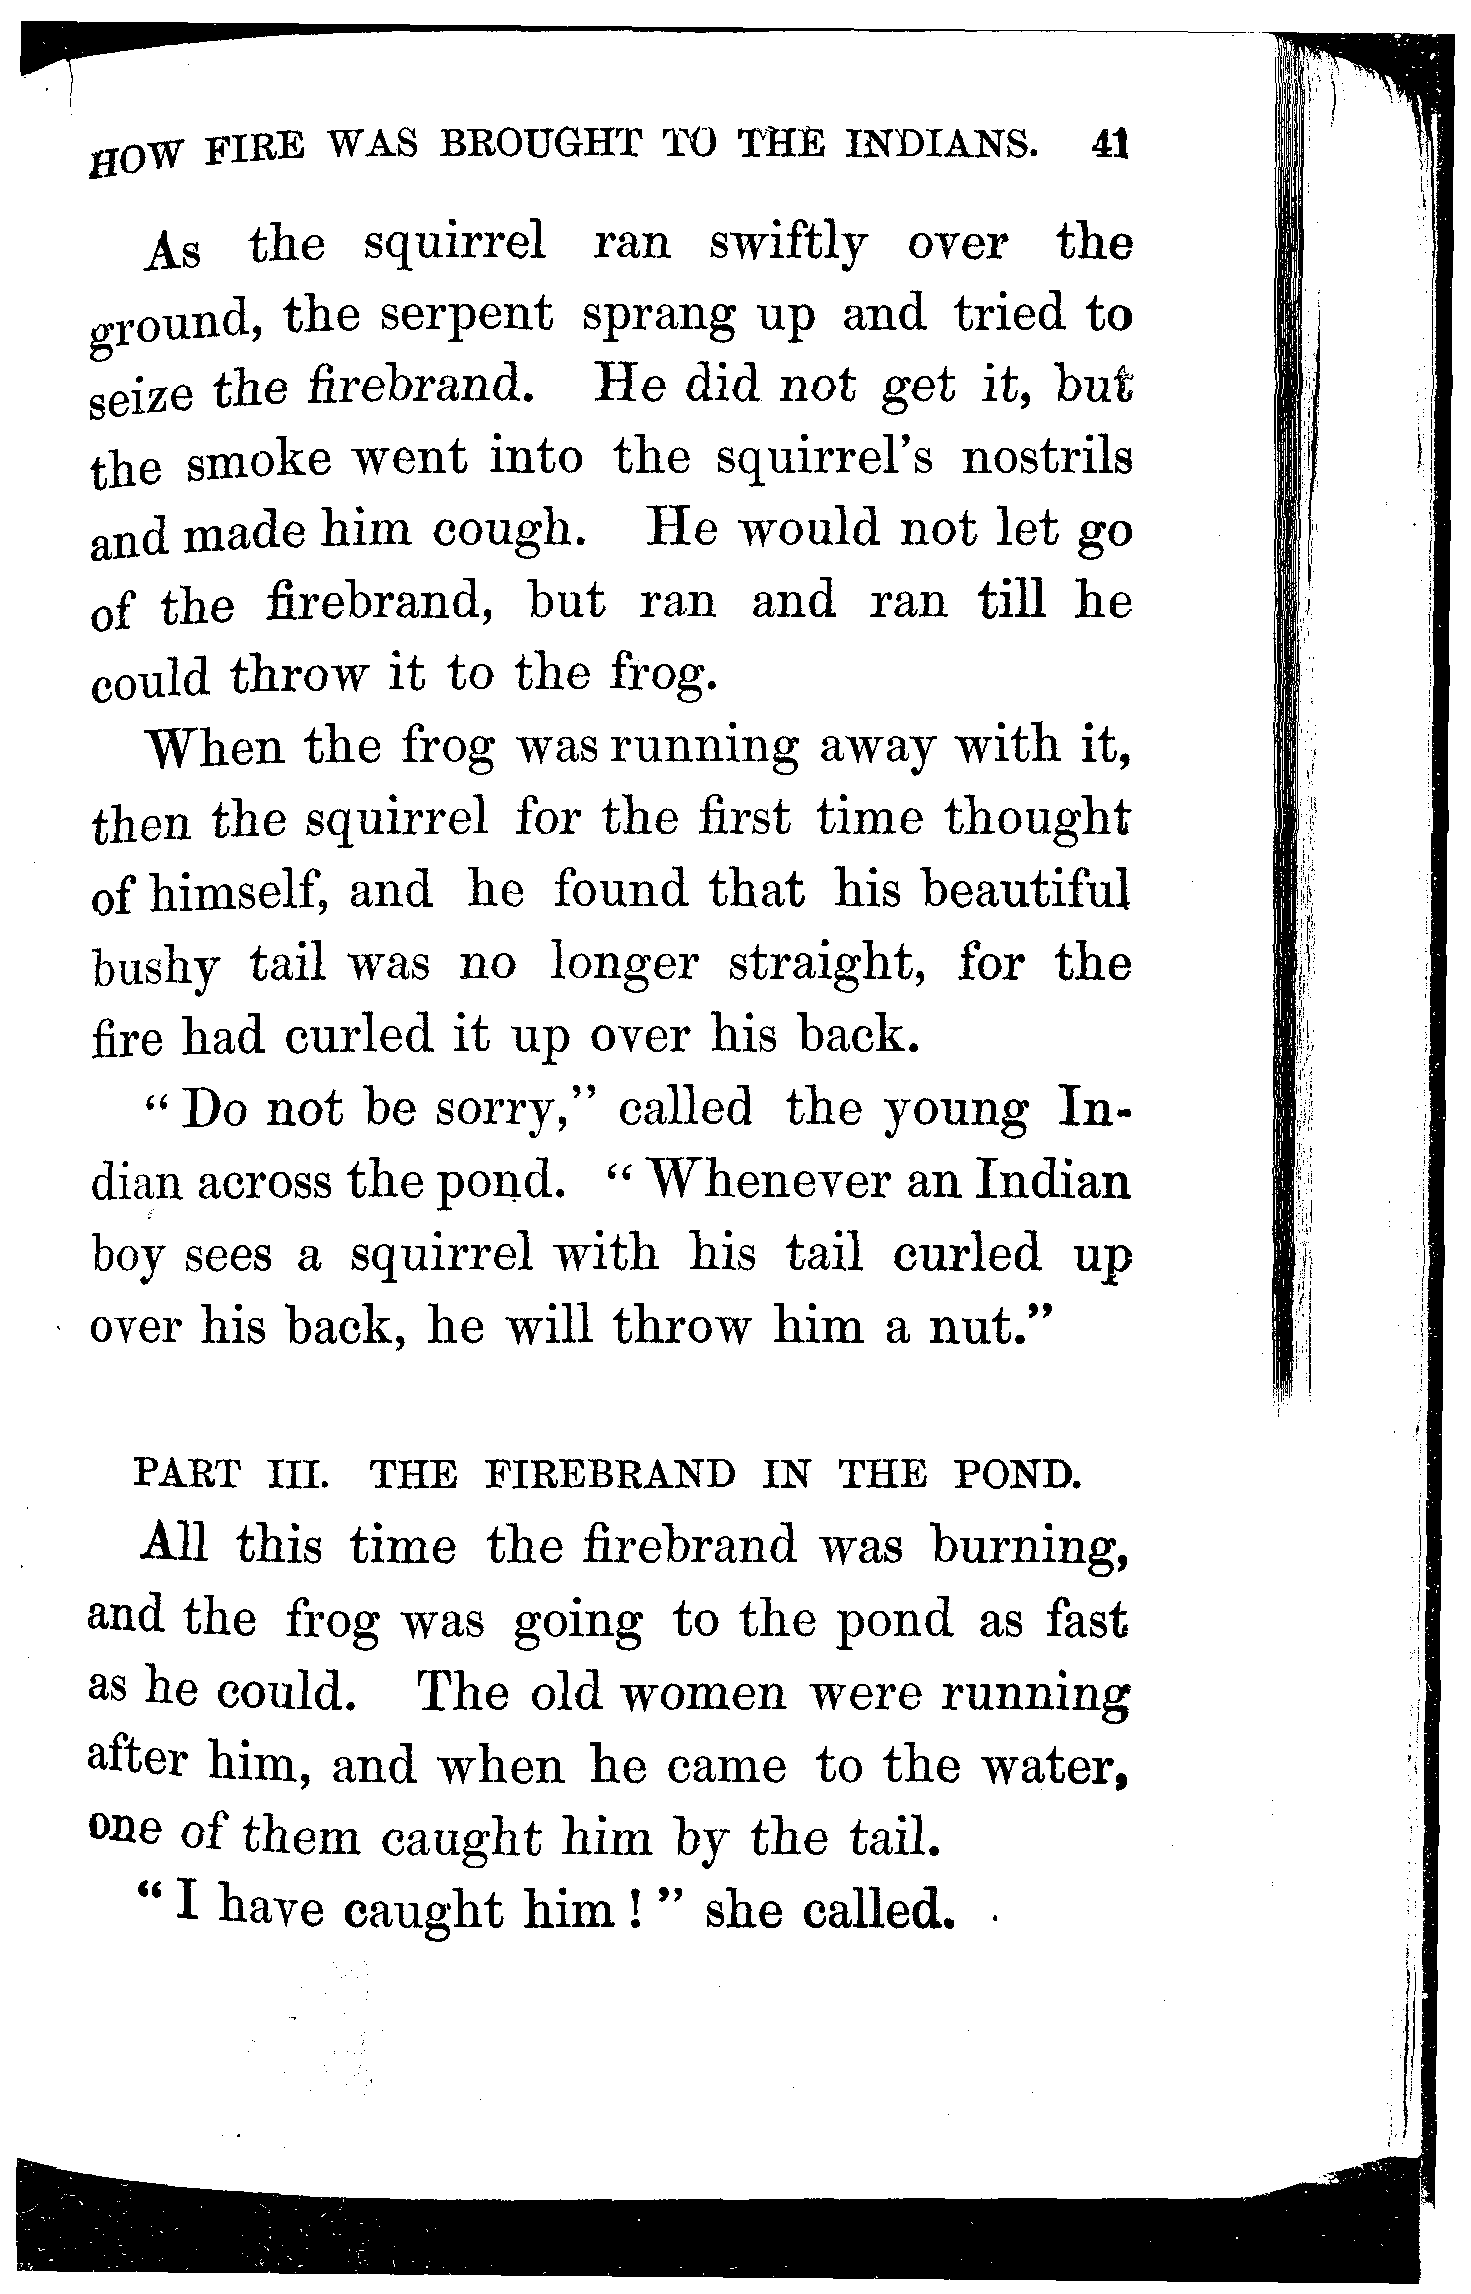 HOW FIRE WAS BROUGHT TO THE INDIANS. 41
As the squirrel ran swiftly over the
ground, the serpent sprang up and tried to
seize the firebrand. He did not get it, but
the smoke went into the squirrel's nostrils
and made him cough. He would not let go
of the firebrand, but ran and ran till he
could throw it to the frog.
When the frog was running away with it,
then the squirrel for the first time thought
of himself, and he found that his beautiful
bushy tail was no longer straight, for the
fire had curled it up over his back.
"Do not be sorry," called the young In-
dian across the pond. "Whenever an Indian
boy sees a squirrel with his tail curled up
over his back, he will throw him a nut."
PART III. THE FIREBRAND IN THE POND.
All this time the firebrand was burning,
and the frog was going to the pond as fast
as he could. The old women were running
after him, and when he came to the water,
one of them caught him by the tail.
"I have caught him!" she called.